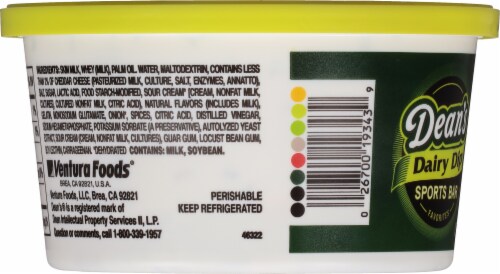 INGREDIENTS: SKIM MILK, WHEY (MILK), PALM OIL, WATER, MALTODEXTRIN, CONTAINS LESS
THAN 2% OF CHEDDAR CHEESE (PASTEURIZED MILK, CULTURE, SALT, ENZYMES, ANNATTO),
SALT, SUGAR, LACTIC ACID, FOOD STARCH-MODIFIED, SOUR CREAM* [CREAM, NONFAT MILK,
CULTURES], CULTURED NONFAT MILK, CITRIC ACID), NATURAL FLAVORS (INCLUDES MILK),
GELATIN, MONOSODIUM GLUTAMATE, ONION*, SPICES, CITRIC ACID, DISTILLED VINEGAR,
SODIUM HEXAMETAPHOSPHATE, POTASSIUM SORBATE (A PRESERVATIVE), AUTOLYZED YEAST
EXTRACT, SOUR CREAM (CREAM, NONFAT MILK, CULTURES), GUAR GUM, LOCUST BEAN GUM,
SOY LECITHIN, CARRAGEENAN. *DEHYDRATED CONTAINS: MILK, SOYBEAN.
Ventura Foods®
BREA, CA 92821, U.S.A.
Ventura Foods, LLC, Brea, CA 92821
Dean's® is a registered mark of
Dean Intellectual Property Services II, L.P.
Question or comments, call 1-800-339-1957
PERISHABLE
KEEP REFRIGERATED
46322
0 26700 19343 9
Dean's
Dairy Dip
SPORTS BAR
FAVORITES